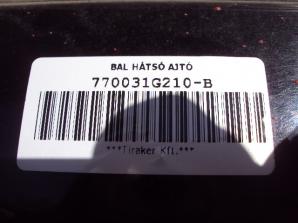 BAL HÁTSÓ AJTÓ
770031G210-B
***Tiraker Kft.***